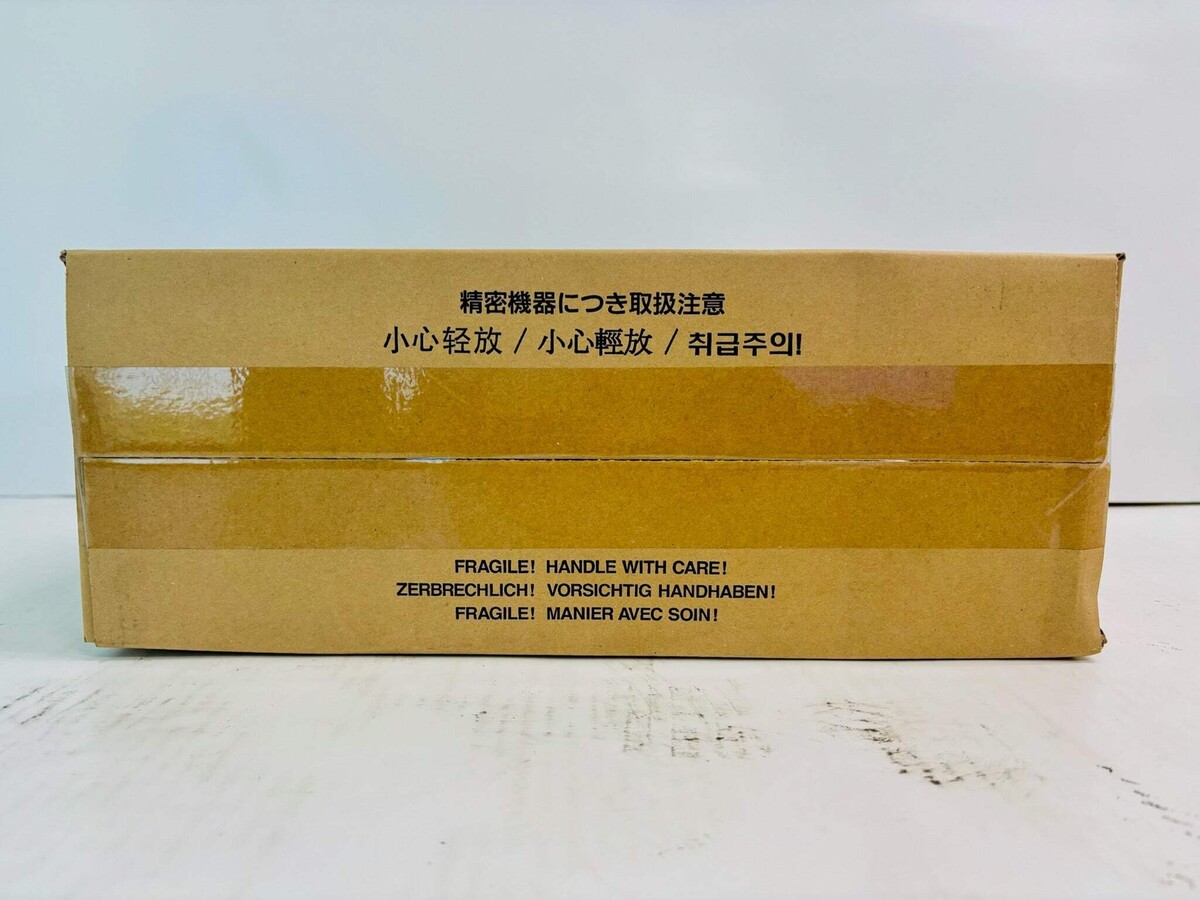 精密機器につき取扱注意
小心轻放 / 小心輕放 / 취급주의!
FRAGILE! HANDLE WITH CARE!
ZERBRECHLICH! VORSICHTIG HANDHABEN!
FRAGILE! MANIER AVEC SOIN!